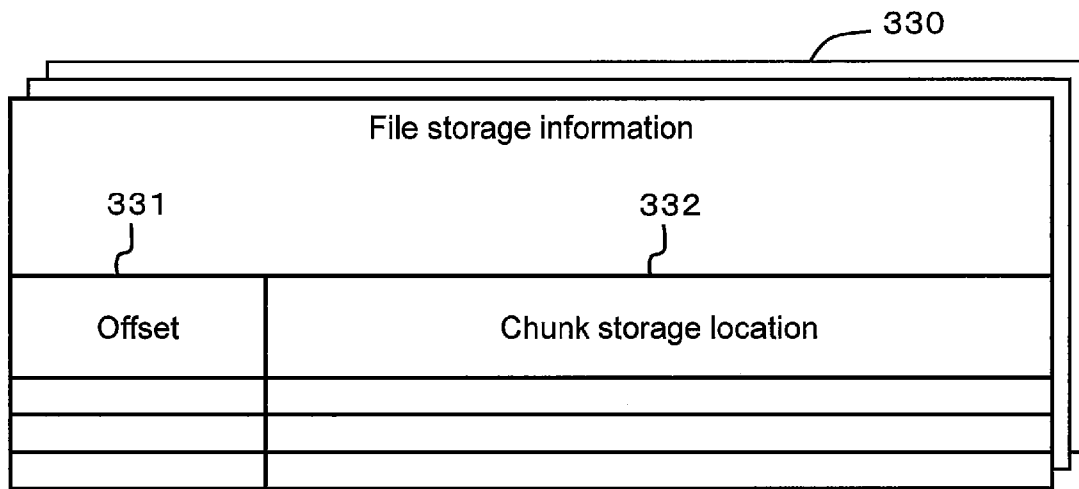 330
File storage information
331 332
Offset Chunk storage location